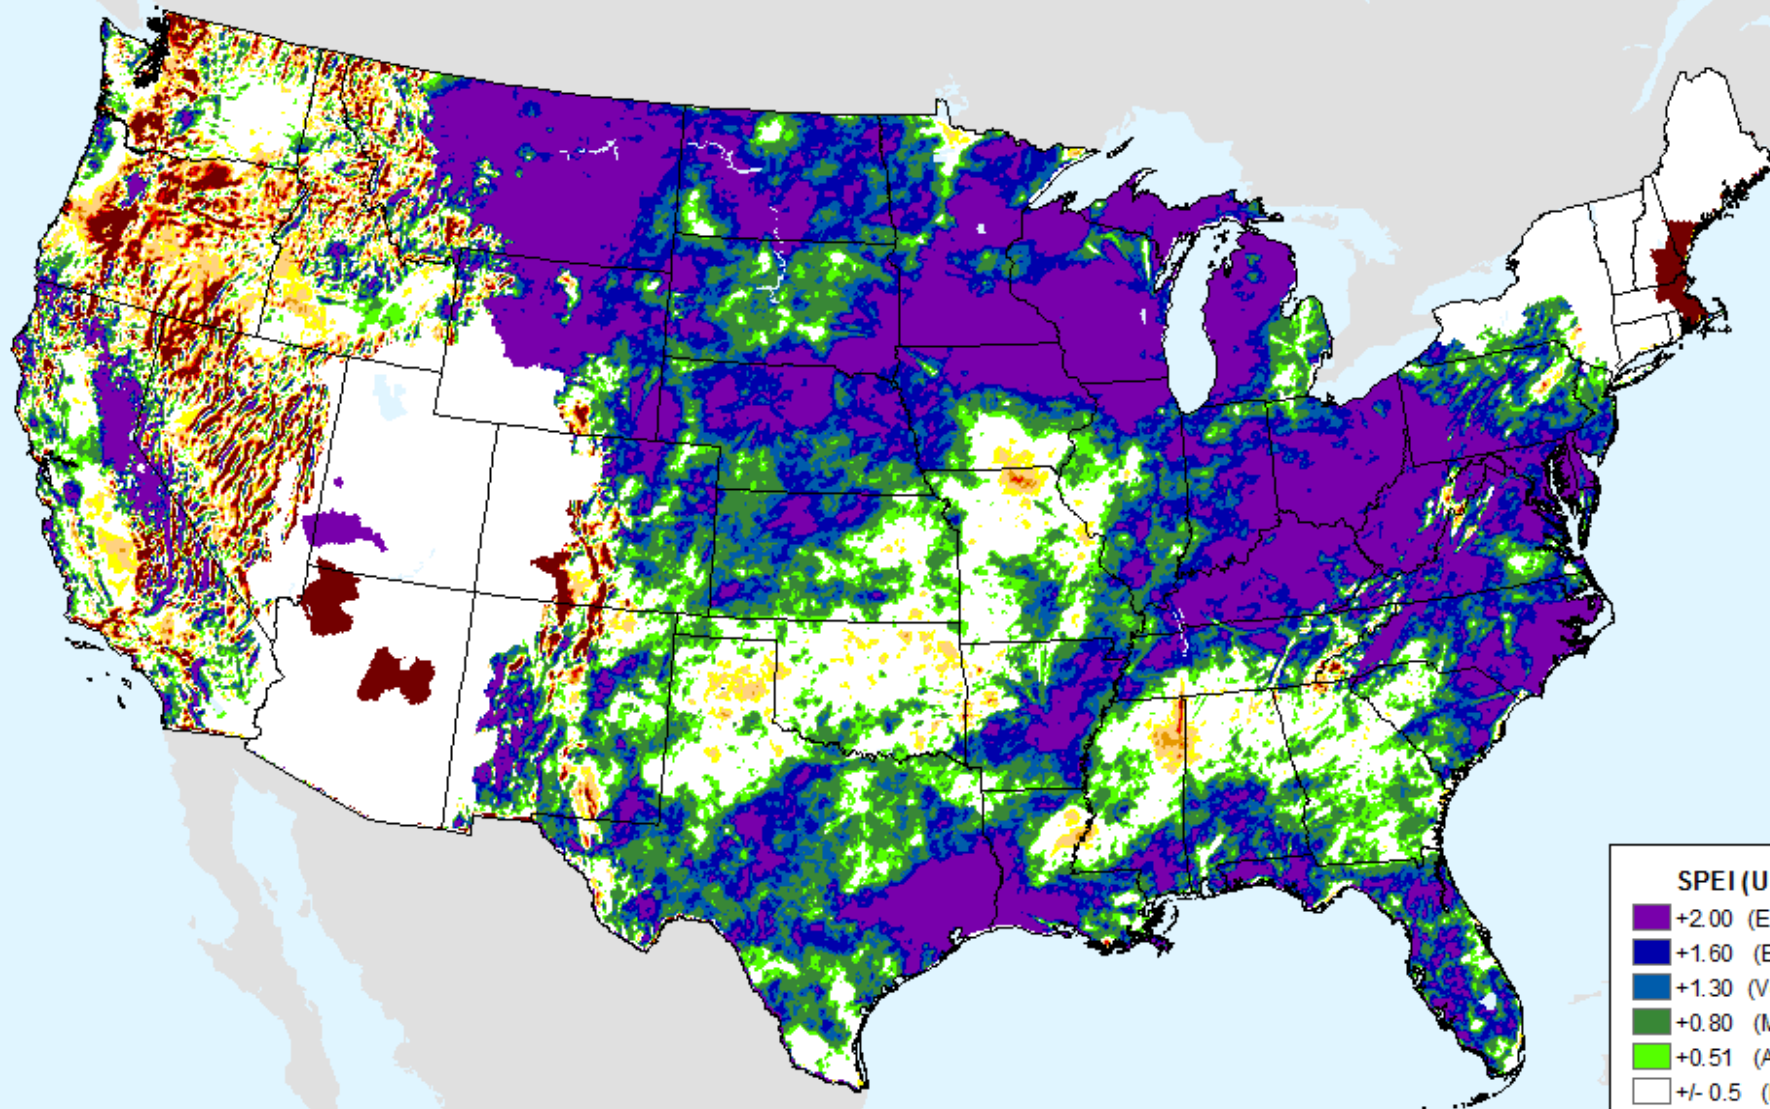 SPEI (U
+2.00 (E
+1.60 (E
+1.30 (V
+0.80 (M
+0.51 (A
+/- 0.5 (